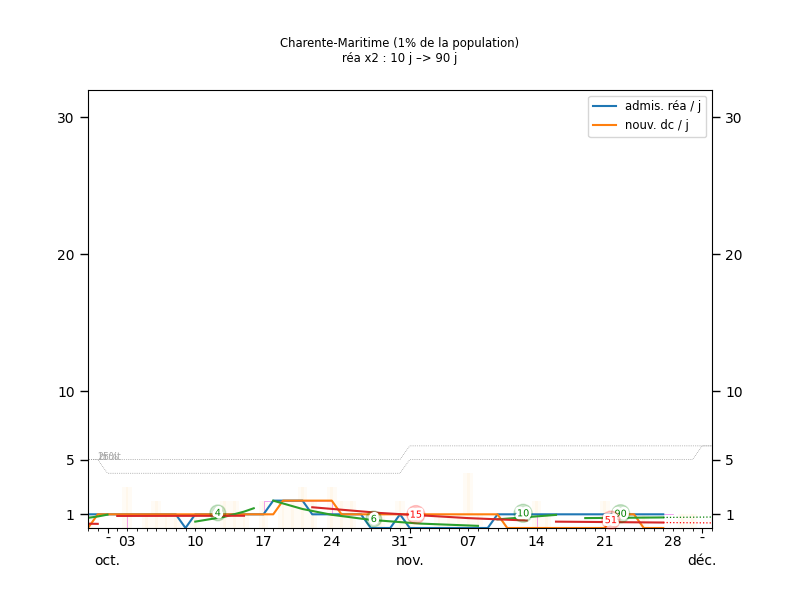 Charente-Maritime (1% de la population)
réa x2 : 10 j –> 90 j
admis. réa / j
nouv. dc / j
30 30
20 20
10 10
5 5
4 6 15 10 51 90
1 1
- 03 10 17 24 31- 07 14 21 28 -
oct. nov. déc.